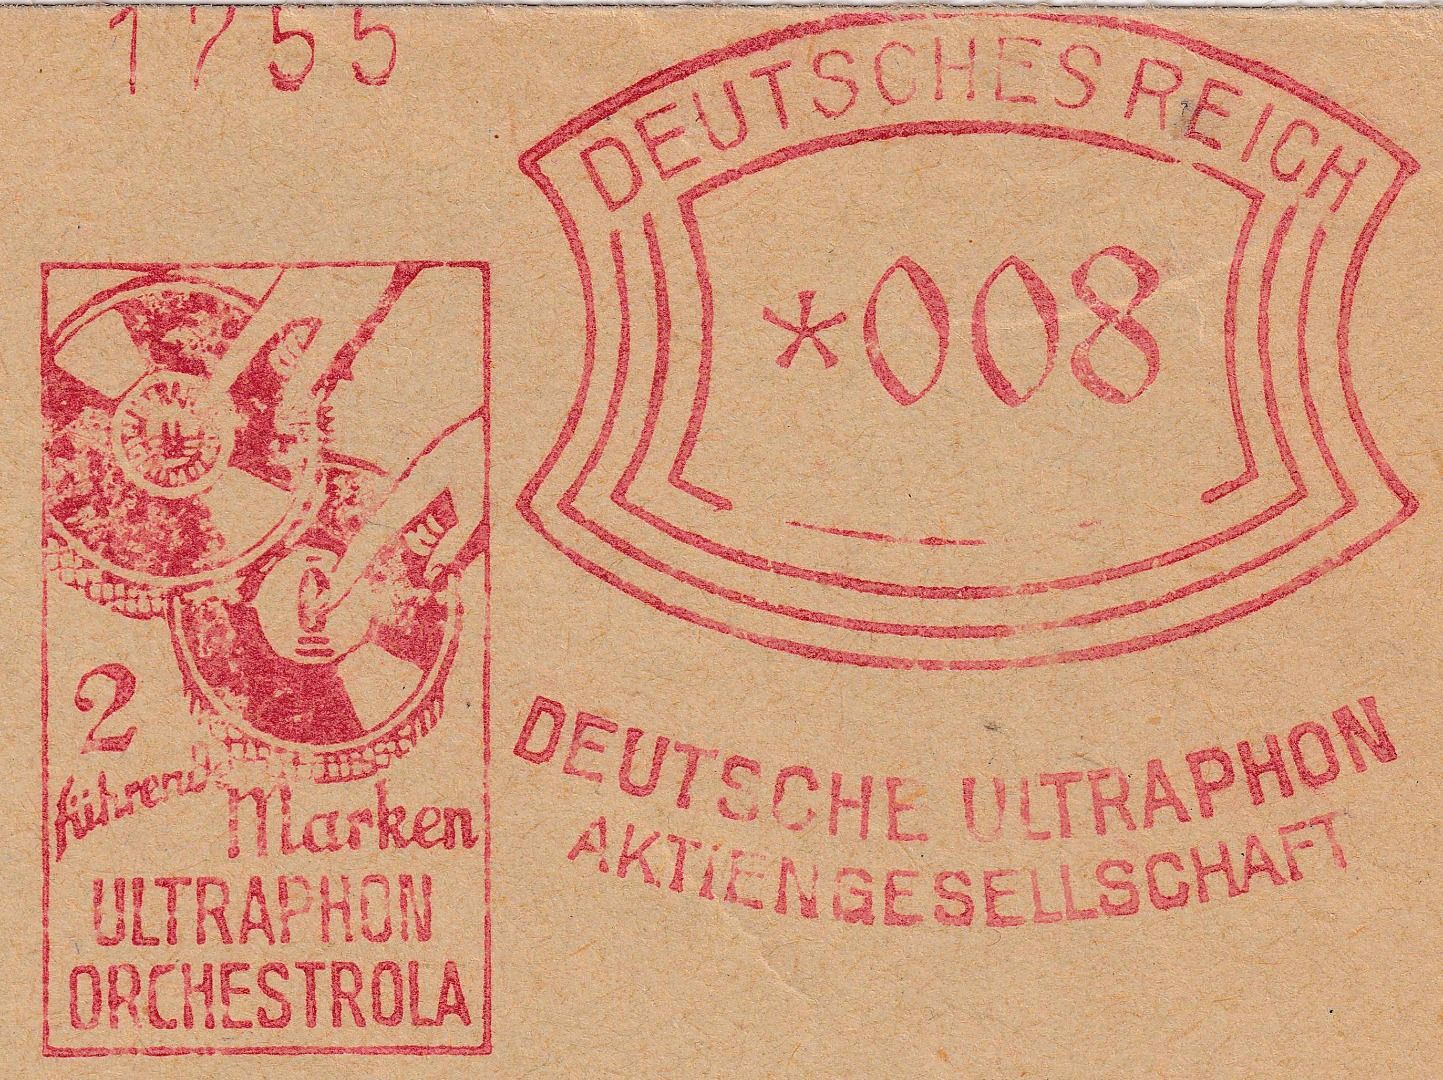 1755
DEUTSCHES REICH
*008
2
führende
Marken
ULTRAPHON
ORCHESTROLA
DEUTSCHE ULTRAPHON
AKTIENGESELLSCHAFT